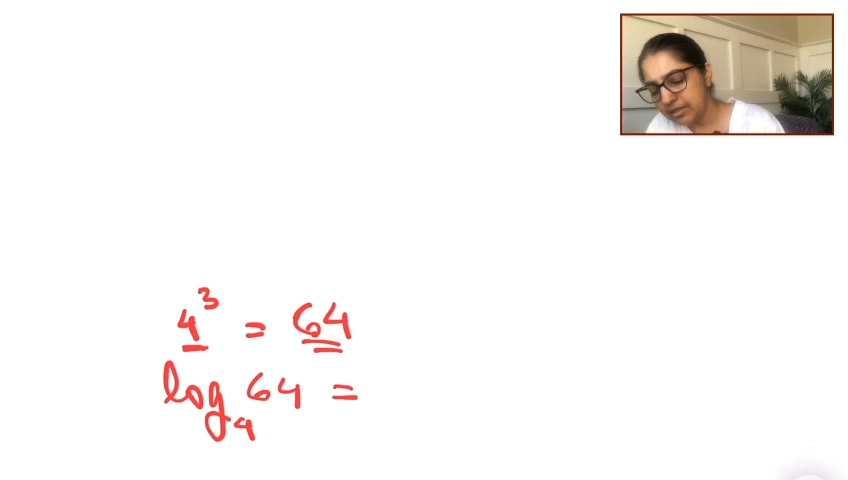 4³ = 64
log₄ 64 =